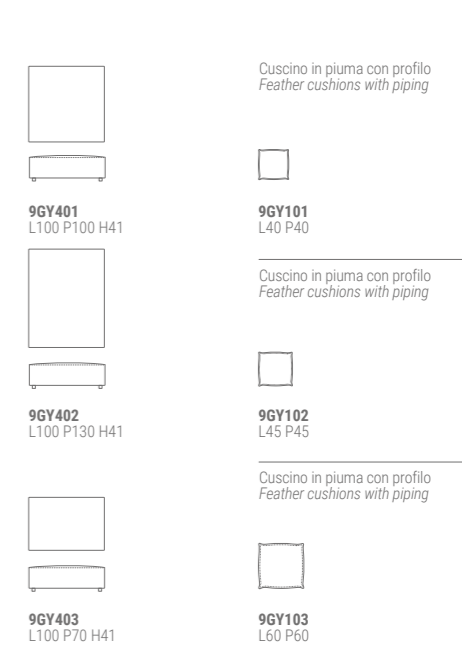 9GY401
L100 P100 H41
9GY402
L100 P130 H41
9GY403
L100 P70 H41
Cuscino in piuma con profilo
Feather cushions with piping
9GY101
L40 P40
Cuscino in piuma con profilo
Feather cushions with piping
9GY102
L45 P45
Cuscino in piuma con profilo
Feather cushions with piping
9GY103
L60 P60